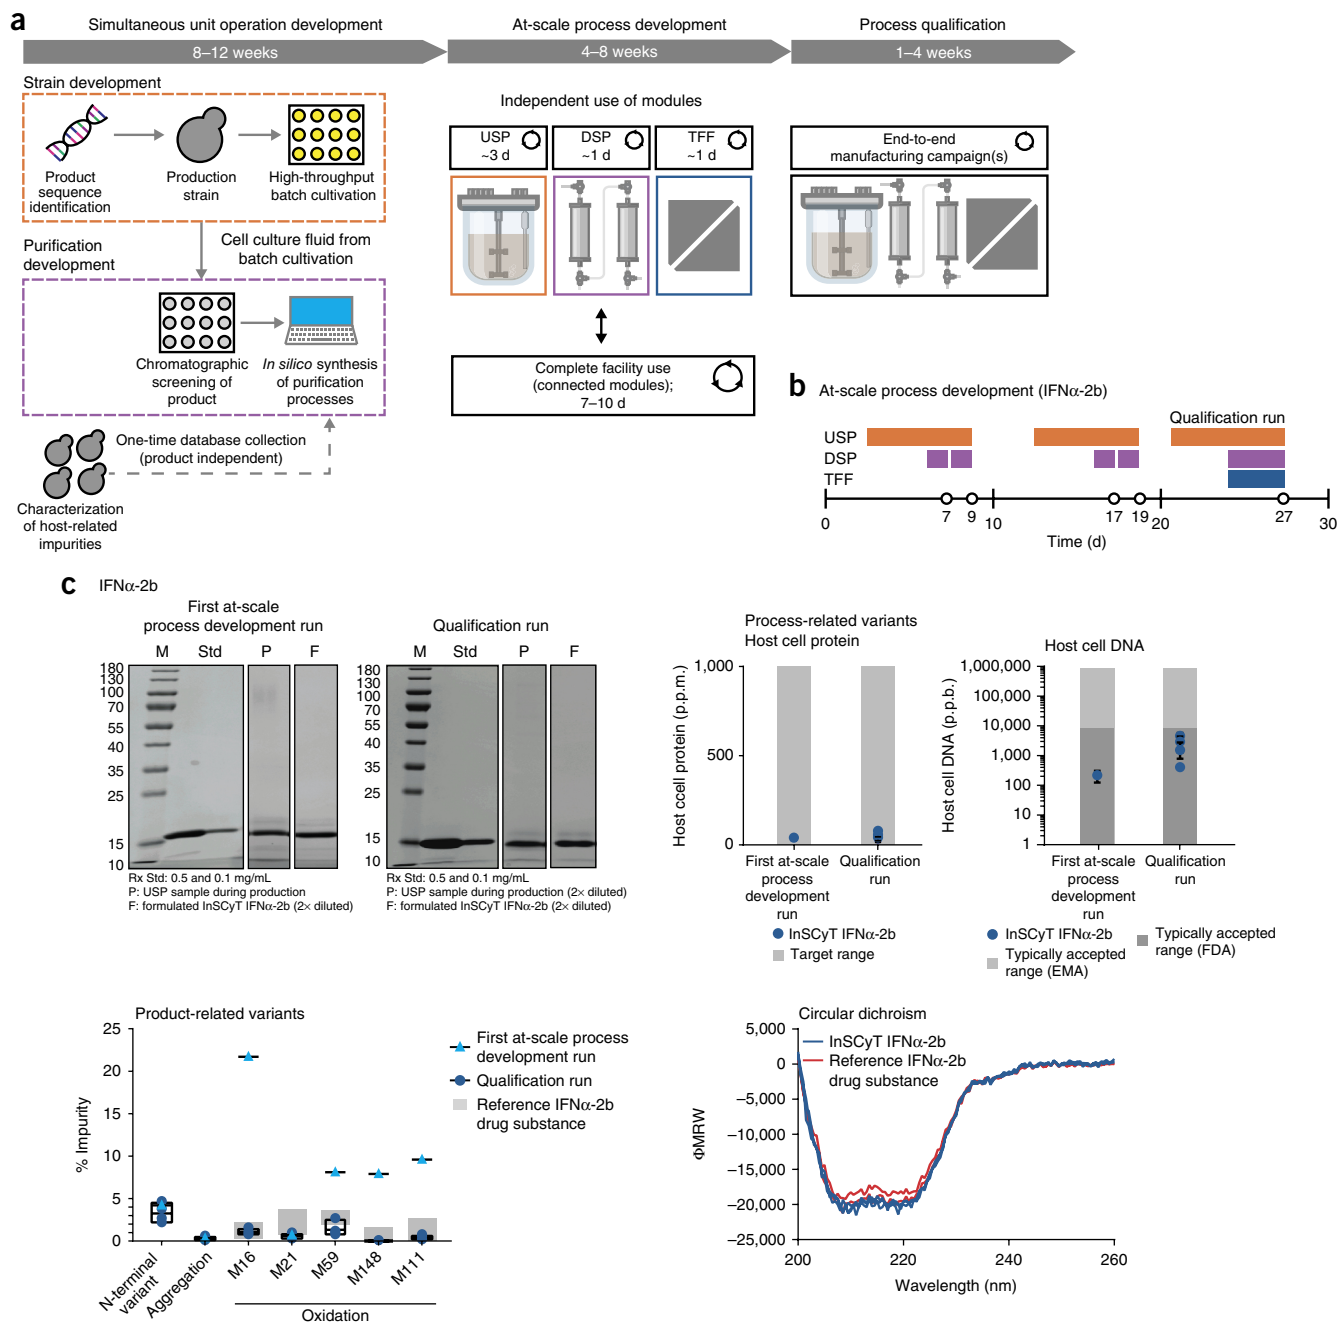 a
Simultaneous unit operation development
At-scale process development
Process qualification
8–12 weeks
4–8 weeks
1–4 weeks
Strain development
Product
sequence
identification
Production
strain
High-throughput
batch cultivation
Purification
development
Cell culture fluid from
batch cultivation
Chromatographic
screening of
product
In silico synthesis
of purification
processes
One-time database collection
(product independent)
Characterization
of host-related
impurities
Independent use of modules
USP
~3 d
DSP
~1 d
TFF
~1 d
Complete facility use
(connected modules);
7–10 d
End-to-end
manufacturing campaign(s)
b
At-scale process development (IFNα-2b)
Qualification run
USP
DSP
TFF
0
7
9
10
17
19
20
27
30
Time (d)
c
IFNα-2b
First at-scale
process development run
M
Std
P
F
180
130
100
70
55
40
35
25
15
10
Rx Std: 0.5 and 0.1 mg/mL
P: USP sample during production
F: formulated InSCyT IFNα-2b (2× diluted)
Qualification run
M
Std
P
F
180
130
100
70
55
40
35
25
15
10
Rx Std: 0.5 and 0.1 mg/mL
P: USP sample during production (2× diluted)
F: formulated InSCyT IFNα-2b (2× diluted)
Process-related variants
Host cell protein
Host ccell protein (p.p.m.)
1,000
500
0
First at-scale
process
development
run
Qualification
run
InSCyT IFNα-2b
Target range
Host cell DNA
Host cell DNA (p.p.b.)
1,000,000
100,000
10,000
1,000
100
10
1
First at-scale
process
development
run
Qualification
run
InSCyT IFNα-2b
Typically accepted
range (EMA)
Typically accepted
range (FDA)
Product-related variants
% Impurity
25
20
15
10
5
0
N-terminal
variant
Aggregation
M16
M21
M59
M148
M111
Oxidation
First at-scale process
development run
Qualification run
Reference IFNα-2b
drug substance
Circular dichroism
ΦMRW
5,000
0
–5,000
–10,000
–15,000
–20,000
–25,000
InSCyT IFNα-2b
Reference IFNα-2b
drug substance
200
220
240
260
Wavelength (nm)